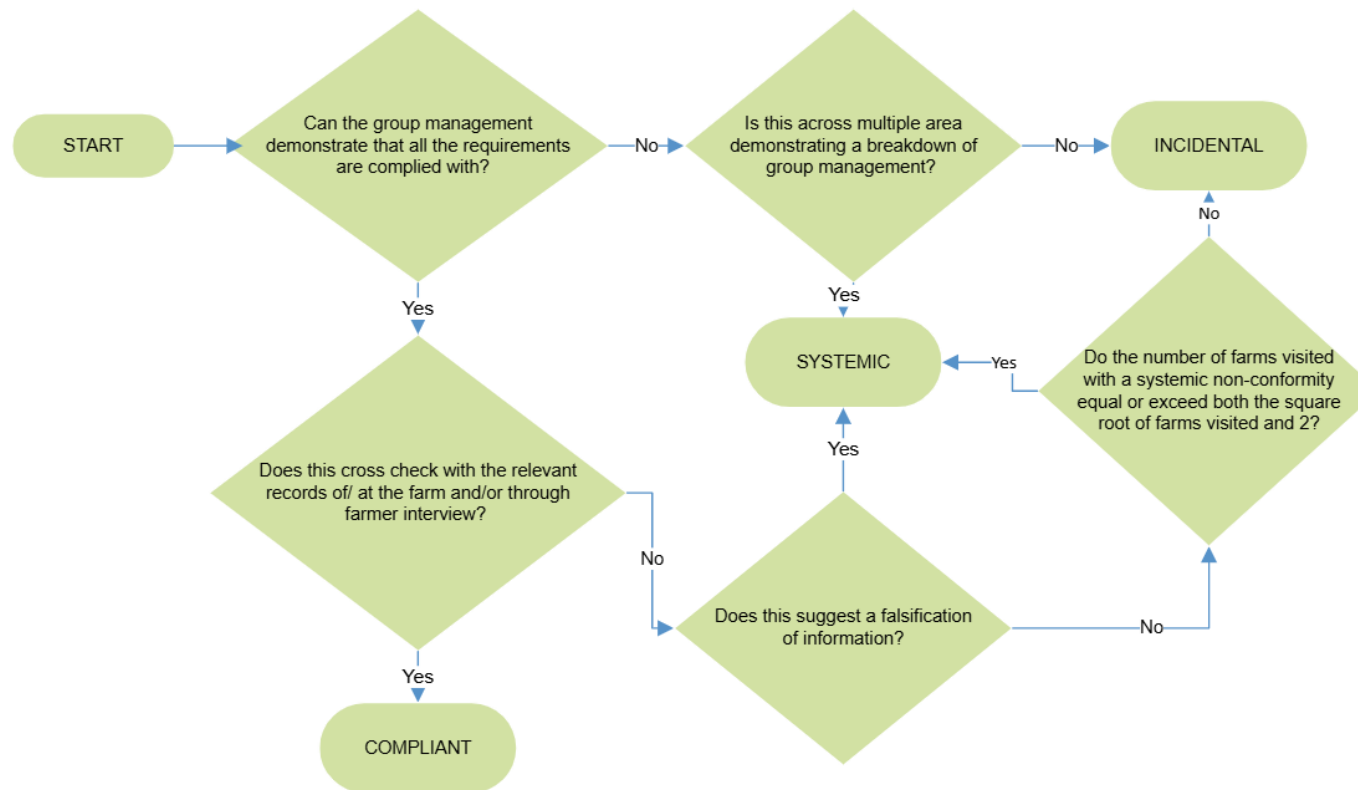 START
Can the group management
demonstrate that all the requirements
are complied with?
No
Is this across multiple area
demonstrating a breakdown of
group management?
No
INCIDENTAL
No
Yes
Yes
SYSTEMIC
Yes
Do the number of farms visited
with a systemic non-conformity
equal or exceed both the square
root of farms visited and 2?
Yes
Does this cross check with the relevant
records of/ at the farm and/or through
farmer interview?
No
Does this suggest a falsification
of information?
No
Yes
COMPLIANT